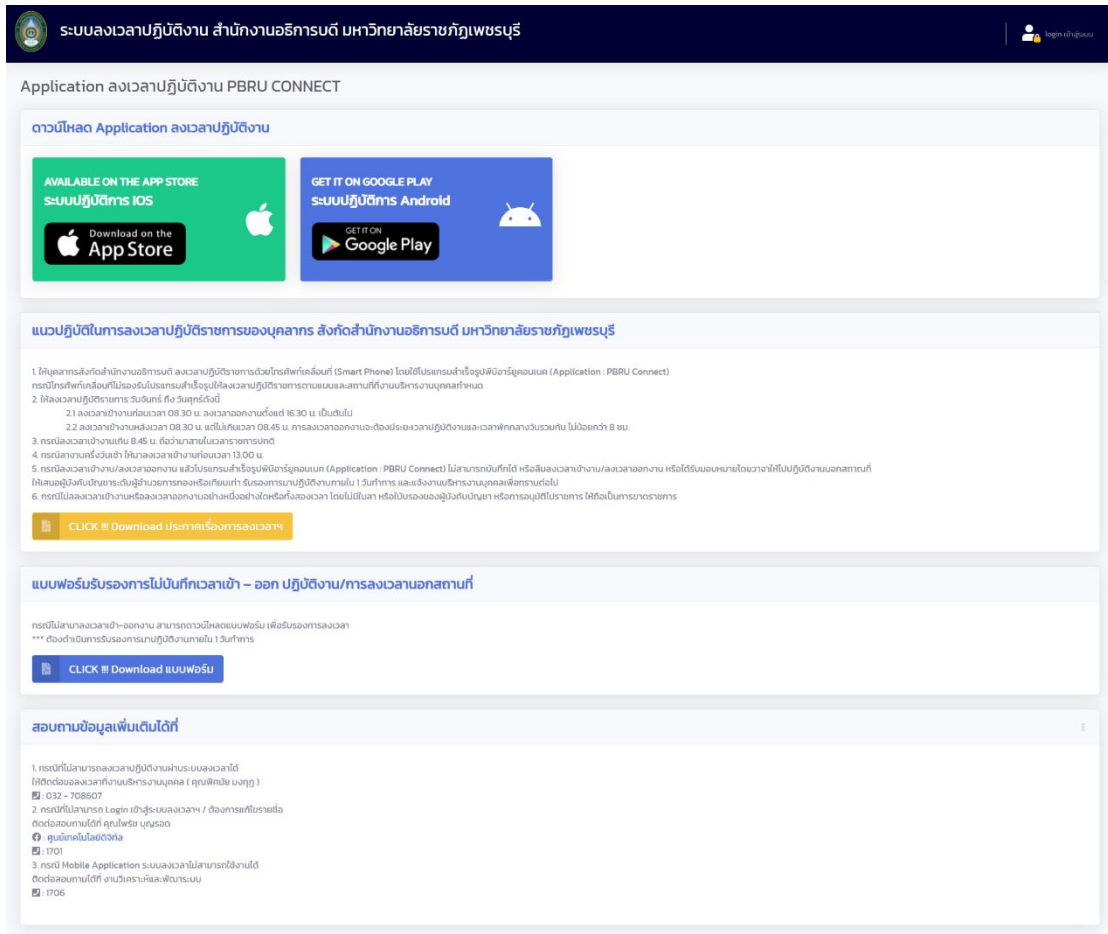 ระบบลงเวลาปฏิบัติงาน สำนักงานอธิการบดี มหาวิทยาลัยราชภัฏเพชรบุรี
login เข้าสู่ระบบ
Application ลงเวลาปฏิบัติงาน PBRU CONNECT
ดาวน์โหลด Application ลงเวลาปฏิบัติงาน
AVAILABLE ON THE APP STORE
ระบบปฏิบัติการ IOS
Download on the
App Store
GET IT ON GOOGLE PLAY
ระบบปฏิบัติการ Android
GET IT ON
Google Play
แนวปฏิบัติในการลงเวลาปฏิบัติราชการของบุคลากร สังกัดสำนักงานอธิการบดี มหาวิทยาลัยราชภัฏเพชรบุรี
1. ให้บุคลากรสังกัดสำนักงานอธิการบดี ลงเวลาปฏิบัติราชการด้วยโทรศัพท์เคลื่อนที่ (Smart Phone) โดยใช้โปรแกรมสำเร็จรูปพีบีอาร์ยูคอนเนค (Application : PBRU Connect)
กรณีโทรศัพท์เคลื่อนที่ไม่รองรับโปรแกรมสำเร็จรูปให้ลงเวลาปฏิบัติราชการตามแบบและสถานที่ที่งานบริหารงานบุคคลกำหนด
2. ให้ลงเวลาปฏิบัติราชการ วันจันทร์ ถึง วันศุกร์ดังนี้
2.1 ลงเวลาเข้างานก่อนเวลา 08.30 น. ลงเวลาออกงานตั้งแต่ 16.30 น. เป็นต้นไป
2.2 ลงเวลาเข้างานหลังเวลา 08.30 น. แต่ไม่เกินเวลา 08.45 น. การลงเวลาออกงานจะต้องมีระยะเวลาปฏิบัติงานและเวลาพักกลางวันรวมกัน ไม่น้อยกว่า 8 ชม.
3. กรณีลงเวลาเข้างานเกิน 8.45 น. ถือว่ามาสายในเวลาราชการปกติ
4. กรณีลางานครึ่งวันเช้า ให้มาลงเวลาเข้างานก่อนเวลา 13.00 น.
5. กรณีลงเวลาเข้างาน/ลงเวลาออกงาน แล้วโปรแกรมสำเร็จรูปพีบีอาร์ยูคอนเนค (Application : PBRU Connect) ไม่สามารถบันทึกได้ หรือลืมลงเวลาเข้างาน/ลงเวลาออกงาน หรือได้รับมอบหมายโดยวาจาให้ไปปฏิบัติงานนอกสถานที่
ให้เสนอผู้บังคับบัญชาระดับผู้อำนวยการกองหรือเทียบเท่า รับรองการมาปฏิบัติงานภายใน 1 วันทำการ และแจ้งงานบริหารงานบุคคลเพื่อทราบต่อไป
6. กรณีไม่ลงเวลาเข้างานหรือลงเวลาออกงานอย่างหนึ่งอย่างใดหรือทั้งสองเวลา โดยไม่มีใบลา หรือใบรับรองของผู้บังคับบัญชา หรือการอนุมัติไปราชการ ให้ถือเป็นการขาดราชการ
CLICK !!! Download ประกาศเรื่องการลงเวลาฯ
แบบฟอร์มรับรองการไม่บันทึกเวลาเข้า – ออก ปฏิบัติงาน/การลงเวลานอกสถานที่
กรณีไม่สามาลงเวลาเข้า-ออกงาน สามารถดาวน์โหลดแบบฟอร์ม เพื่อรับรองการลงเวลา
*** ต้องดำเนินการรับรองการมาปฏิบัติงานภายใน 1 วันทำการ
CLICK !!! Download แบบฟอร์ม
สอบถามข้อมูลเพิ่มเติมได้ที่
1. กรณีที่ไม่สามารถลงเวลาปฏิบัติงานผ่านระบบลงเวลาได้
ให้ติดต่อขอลงเวลาที่งานบริหารงานบุคคล ( คุณพิศมัย มงกุฎ )
: 032 - 708607
2. กรณีที่ไม่สามารถ Login เข้าสู่ระบบลงเวลาฯ / ต้องการแก้ไขรายชื่อ
ติดต่อสอบถามได้ที่ คุณไพรัช บุญรอด
: ศูนย์เทคโนโลยีดิจิทัล
: 1701
3. กรณี Mobile Application ระบบลงเวลาไม่สามารถใช้งานได้
ติดต่อสอบถามได้ที่ งานวิเคราะห์และพัฒนาระบบ
: 1706